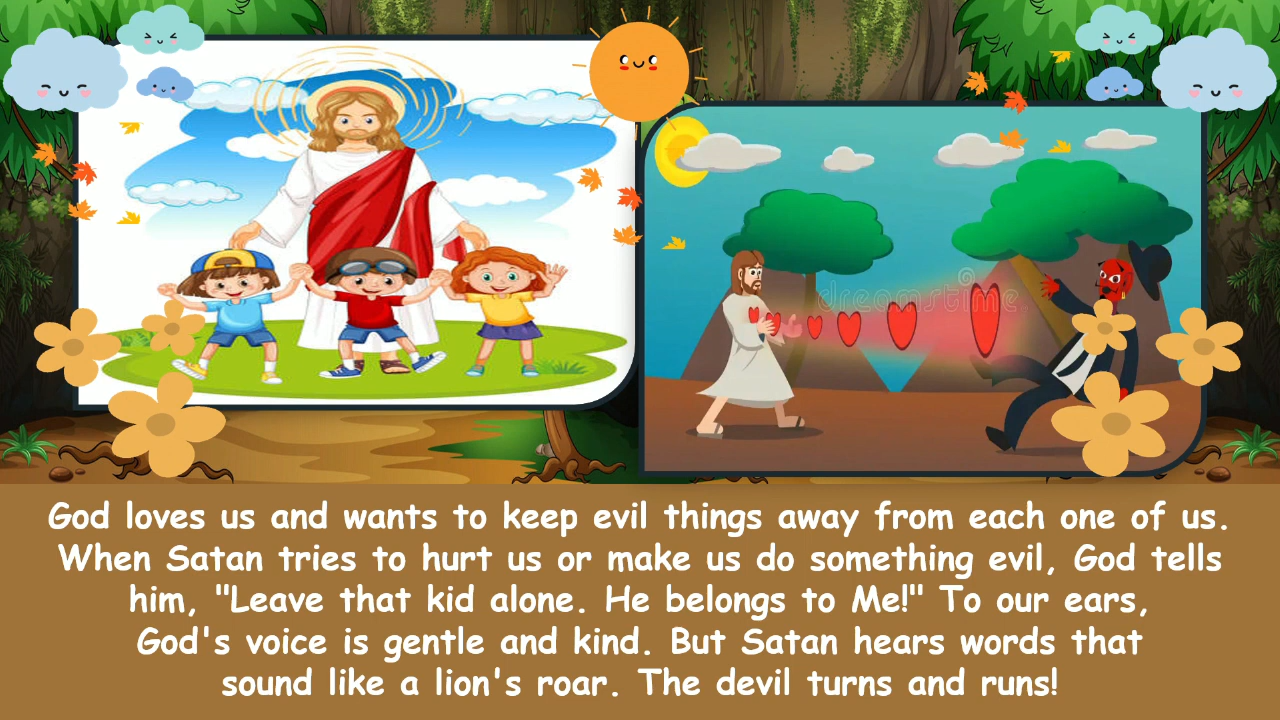 dreamstime
God loves us and wants to keep evil things away from each one of us.
When Satan tries to hurt us or make us do something evil, God tells
him, "Leave that kid alone. He belongs to Me!" To our ears,
God's voice is gentle and kind. But Satan hears words that
sound like a lion's roar. The devil turns and runs!